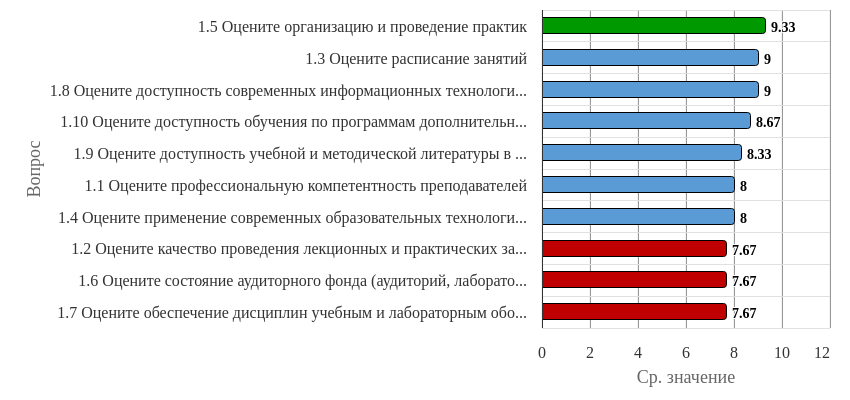 1.5 Оцените организацию и проведение практик 9.33
1.3 Оцените расписание занятий 9
1.8 Оцените доступность современных информационных технологи... 9
1.10 Оцените доступность обучения по программам дополнительн... 8.67
1.9 Оцените доступность учебной и методической литературы в ... 8.33
1.1 Оцените профессиональную компетентность преподавателей 8
1.4 Оцените применение современных образовательных технологи... 8
1.2 Оцените качество проведения лекционных и практических за... 7.67
1.6 Оцените состояние аудиторного фонда (аудиторий, лаборато... 7.67
1.7 Оцените обеспечение дисциплин учебным и лабораторным обо... 7.67
Вопрос
0 2 4 6 8 10 12
Ср. значение